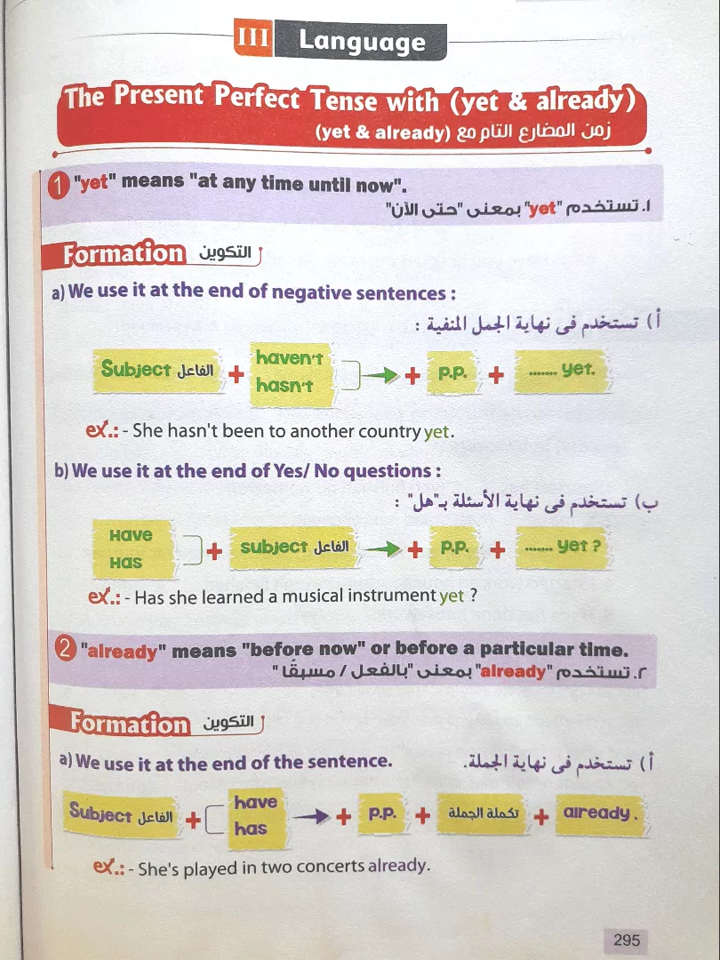 III Language
The Present Perfect Tense with (yet & already)
زمن المضارع التام مع (yet & already)
1 "yet" means "at any time until now".
١. تستخدم "yet" بمعنى "حتى الآن"
Formation التكوين
a) We use it at the end of negative sentences :
أ) تستخدم فى نهاية الجمل المنفية :
Subject الفاعل + haven't hasn't + p.p. + ....... yet.
ex.: - She hasn't been to another country yet.
b) We use it at the end of Yes/ No questions :
ب) تستخدم فى نهاية الأسئلة بـ"هل" :
Have Has + subject الفاعل + p.p. + ....... yet ?
ex.: - Has she learned a musical instrument yet ?
2 "already" means "before now" or before a particular time.
٢. تستخدم "already" بمعنى "بالفعل / مسبقًا "
Formation التكوين
a) We use it at the end of the sentence. أ) تستخدم فى نهاية الجملة.
Subject الفاعل + have has + p.p. + تكملة الجملة + already .
ex.: - She's played in two concerts already.
295